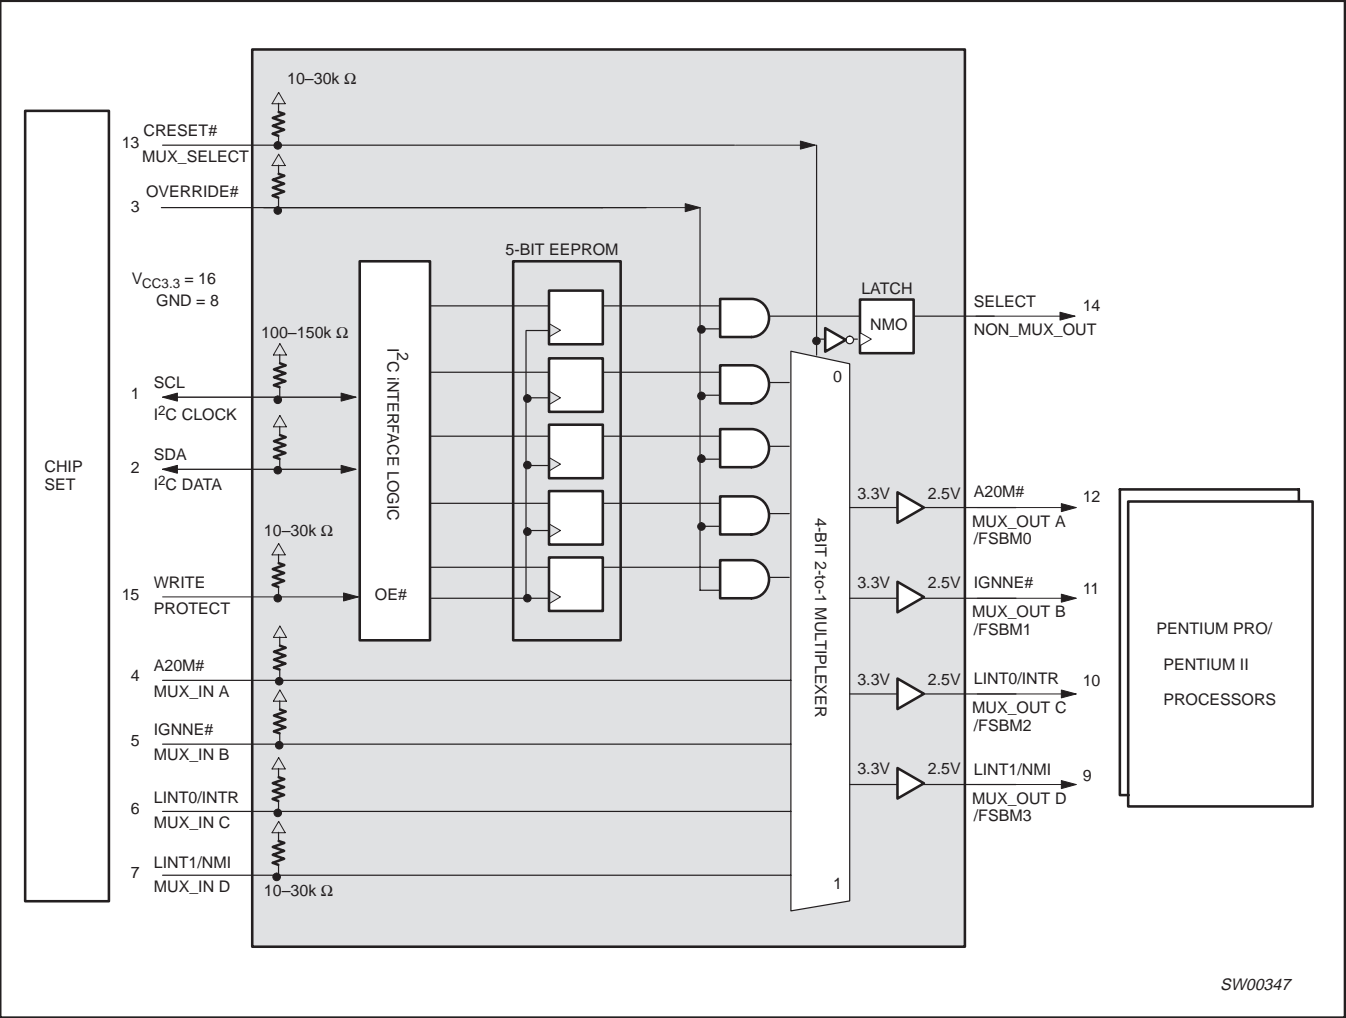 10–30k Ω
CRESET#
13
MUX_SELECT
OVERRIDE#
3
5-BIT EEPROM
VCC3.3 = 16
GND = 8
LATCH
SELECT
14
NMO
NON_MUX_OUT
100–150k Ω
I2C iNTERFACE LOGIC
0
SCL
1
I2C CLOCK
SDA
2
I2C DATA
CHIP
SET
10–30k Ω
WRITE
15
PROTECT
OE#
4-BIT 2-to-1 MULTIPLEXER
3.3V
2.5V
A20M#
12
MUX_OUT A
/FSBM0
3.3V
2.5V
IGNNE#
11
MUX_OUT B
/FSBM1
PENTIUM PRO/
PENTIUM II
PROCESSORS
A20M#
4
MUX_IN A
3.3V
2.5V
LINT0/INTR
10
MUX_OUT C
/FSBM2
IGNNE#
5
MUX_IN B
3.3V
2.5V
LINT1/NMI
9
MUX_OUT D
/FSBM3
LINT0/INTR
6
MUX_IN C
LINT1/NMI
7
MUX_IN D
10–30k Ω
1
SW00347